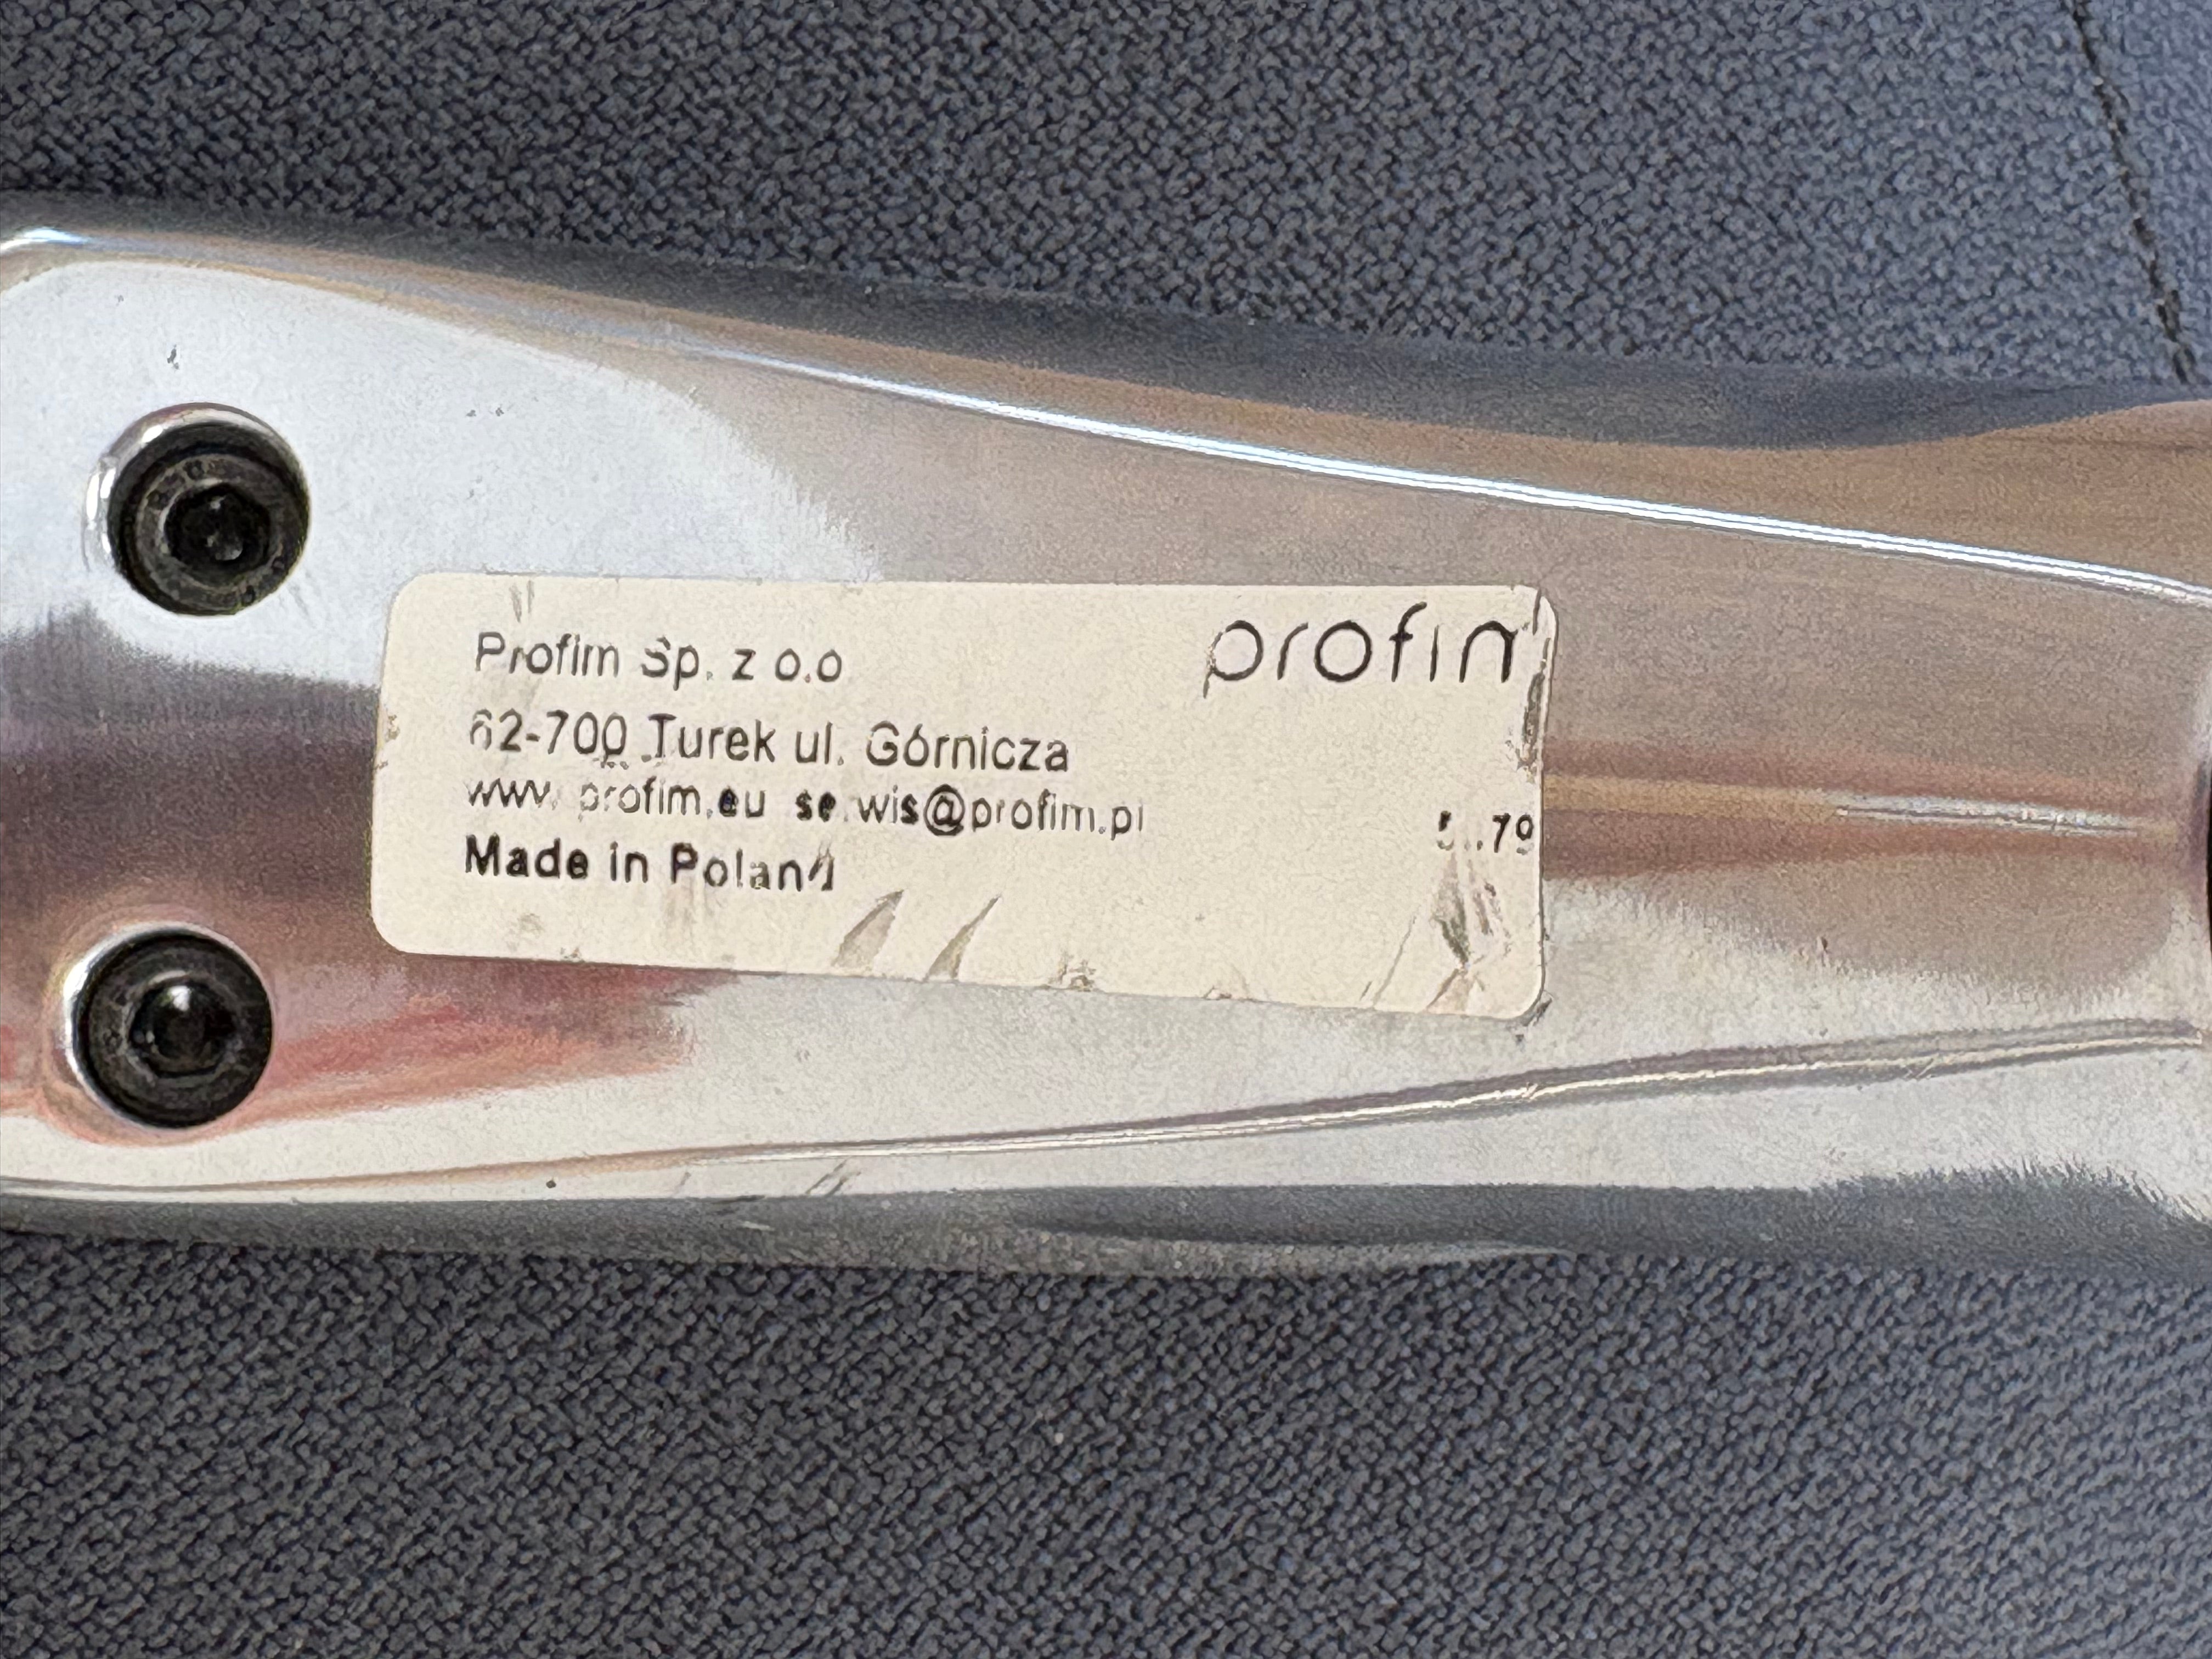 Profim Sp. z o.o
profim
62-700 Turek ul. Górnicza
www.profim.eu serwis@profim.pl
Made in Poland